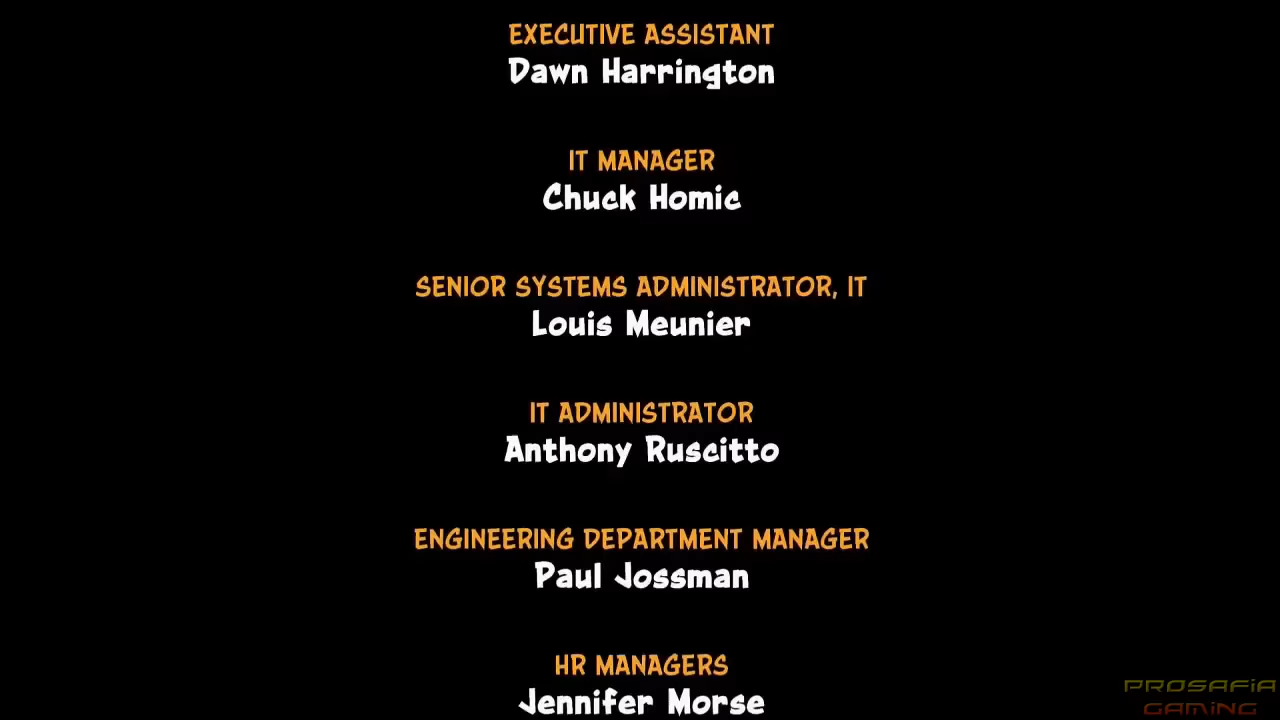 EXECUTIVE ASSISTANT
Dawn Harrington
IT MANAGER
Chuck Homic
SENIOR SYSTEMS ADMINISTRATOR, IT
Louis Meunier
IT ADMINISTRATOR
Anthony Ruscitto
ENGINEERING DEPARTMENT MANAGER
Paul Jossman
HR MANAGERS
Jennifer Morse
PROSAFIA
GAMING